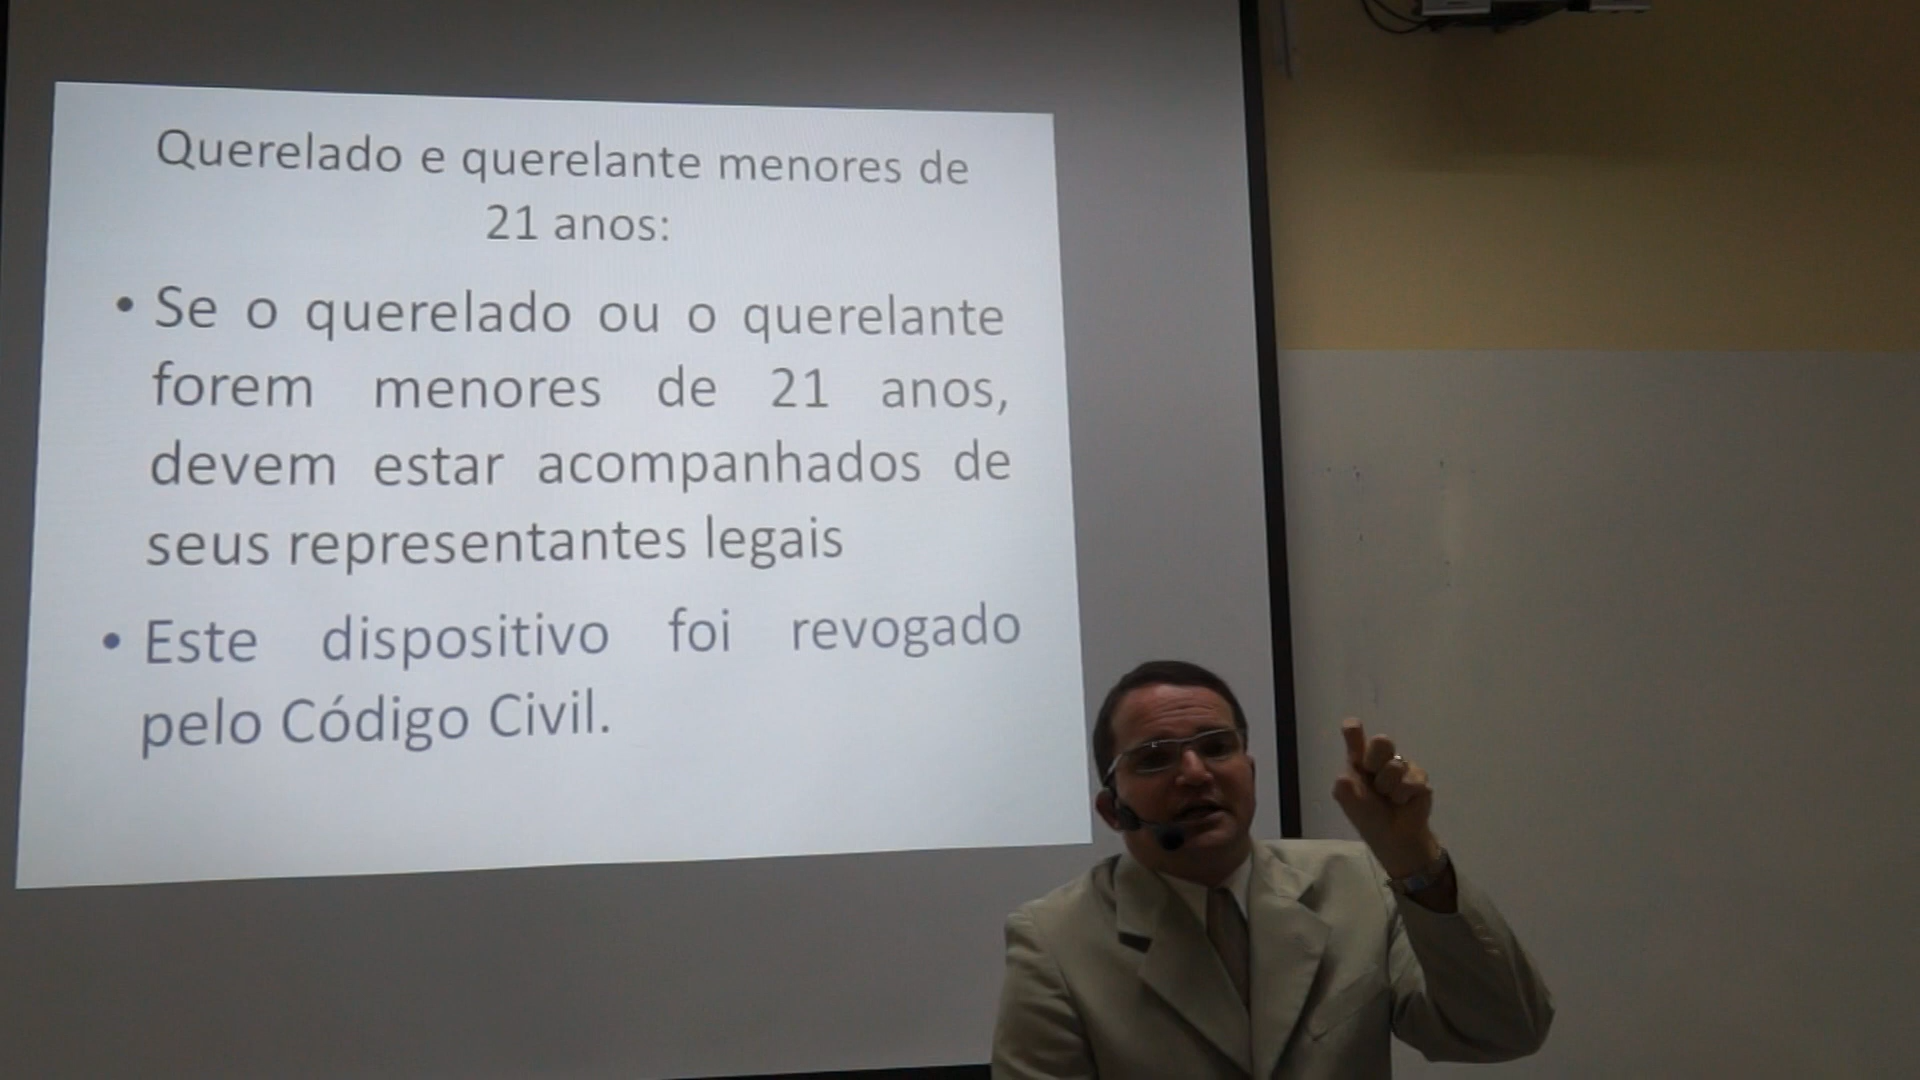 Querelado e querelante menores de
21 anos:
• Se o querelado ou o querelante
forem menores de 21 anos,
devem estar acompanhados de
seus representantes legais
• Este dispositivo foi revogado
pelo Código Civil.